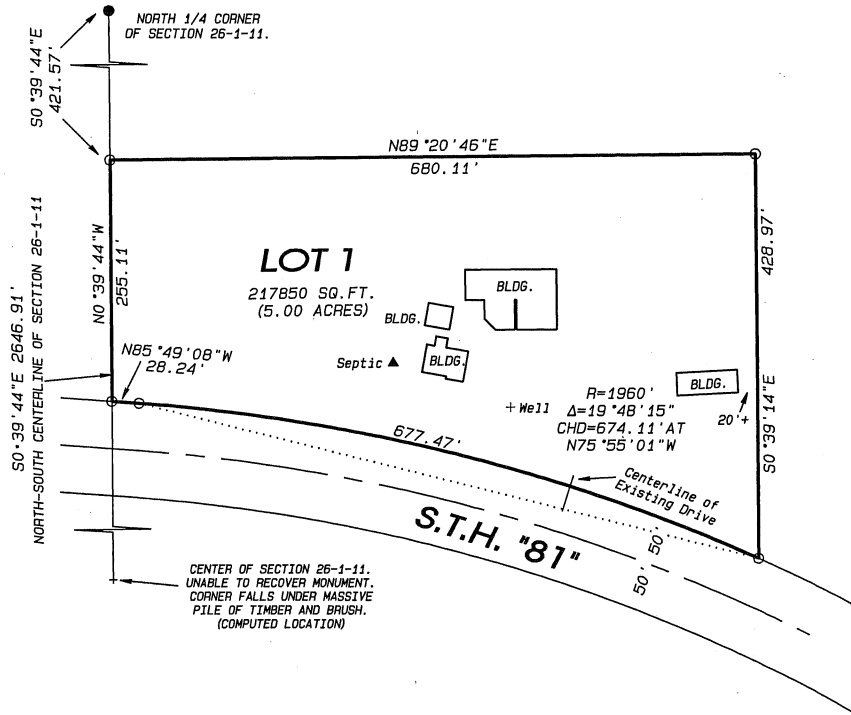 NORTH 1/4 CORNER
OF SECTION 26-1-11.
S0°39'44"E
421.57'
N89°20'46"E
680.11'
N0°39'44"W
255.11'
428.97'
S0°39'14"E
LOT 1
217850 SQ.FT.
(5.00 ACRES)
BLDG.
BLDG.
BLDG.
BLDG.
Septic
Well
20'±
N85°49'08"W
28.24'
R=1960'
Δ=19°48'15"
CHD=674.11'AT
N75°55'01"W
677.47'
Centerline of
Existing Drive
S.T.H. "81"
50'
50'
S0°39'44"E 2646.91'
NORTH-SOUTH CENTERLINE OF SECTION 26-1-11
CENTER OF SECTION 26-1-11.
UNABLE TO RECOVER MONUMENT.
CORNER FALLS UNDER MASSIVE
PILE OF TIMBER AND BRUSH.
(COMPUTED LOCATION)